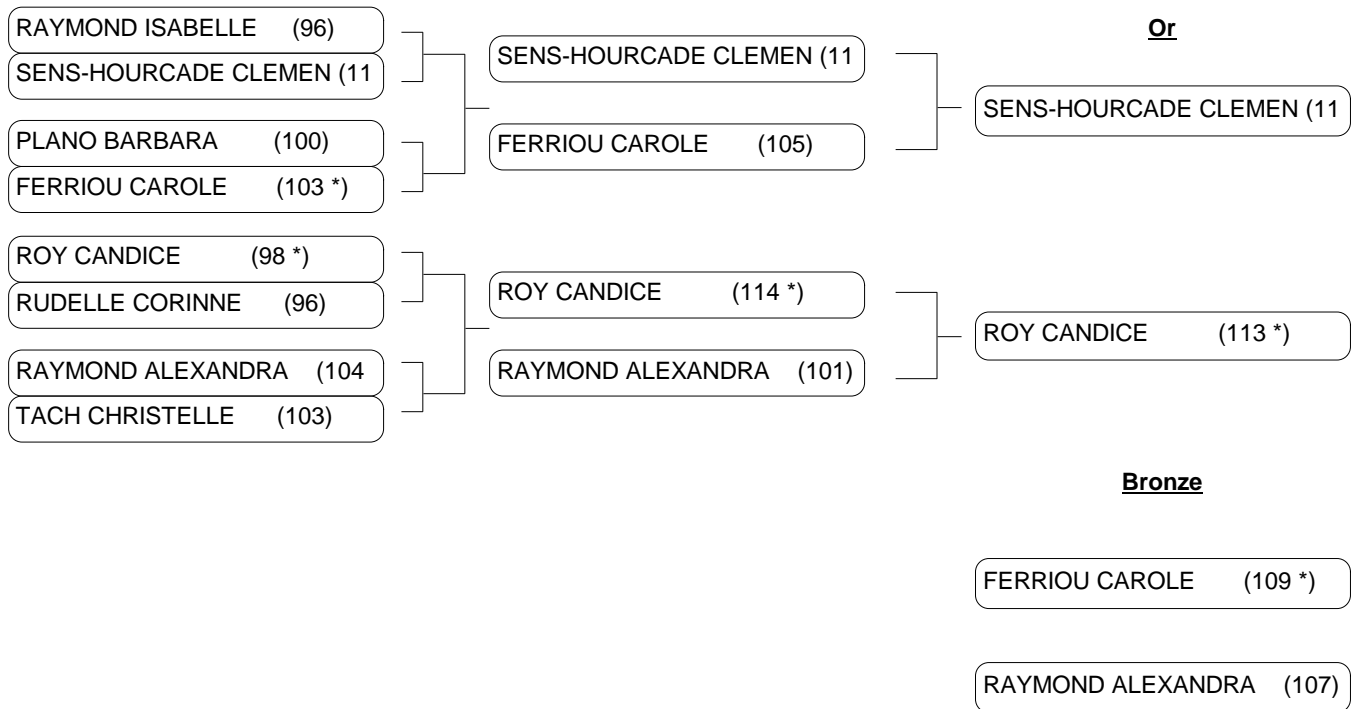 RAYMOND ISABELLE (96)
SENS-HOURCADE CLEMEN (11
PLANO BARBARA (100)
FERRIOU CAROLE (103 *)
ROY CANDICE (98 *)
RUDELLE CORINNE (96)
RAYMOND ALEXANDRA (104
TACH CHRISTELLE (103)
SENS-HOURCADE CLEMEN (11
FERRIOU CAROLE (105)
ROY CANDICE (114 *)
RAYMOND ALEXANDRA (101)
Or
SENS-HOURCADE CLEMEN (11
ROY CANDICE (113 *)
Bronze
FERRIOU CAROLE (109 *)
RAYMOND ALEXANDRA (107)